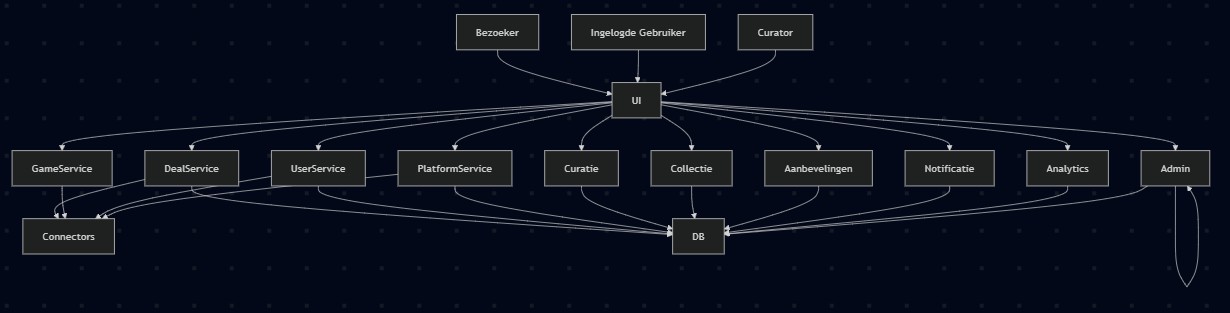 Bezoeker
Ingelogde Gebruiker
Curator
UI
GameService
DealService
UserService
PlatformService
Curatie
Collectie
Aanbevelingen
Notificatie
Analytics
Admin
Connectors
DB